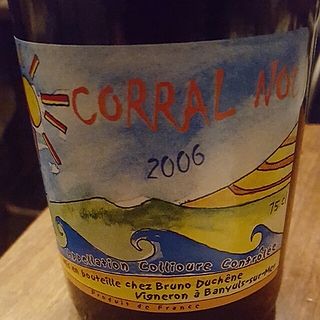 CORRAL NOU
2006
75 cl
Appellation Collioure Contrôlée
en bouteille chez Bruno Duchêne
Vigneron à Banyuls-sur-Mer
Produit de France